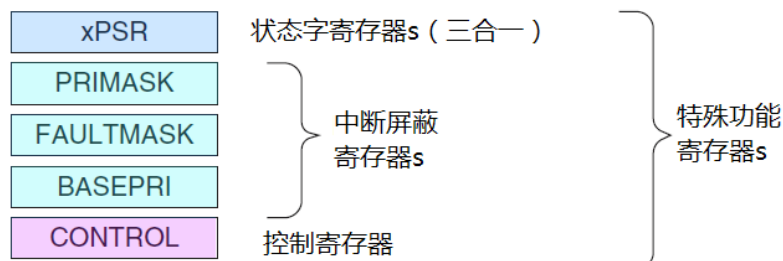 xPSR 状态字寄存器s（三合一）
PRIMASK
FAULTMASK
BASEPRI
中断屏蔽
寄存器s
CONTROL 控制寄存器
特殊功能
寄存器s